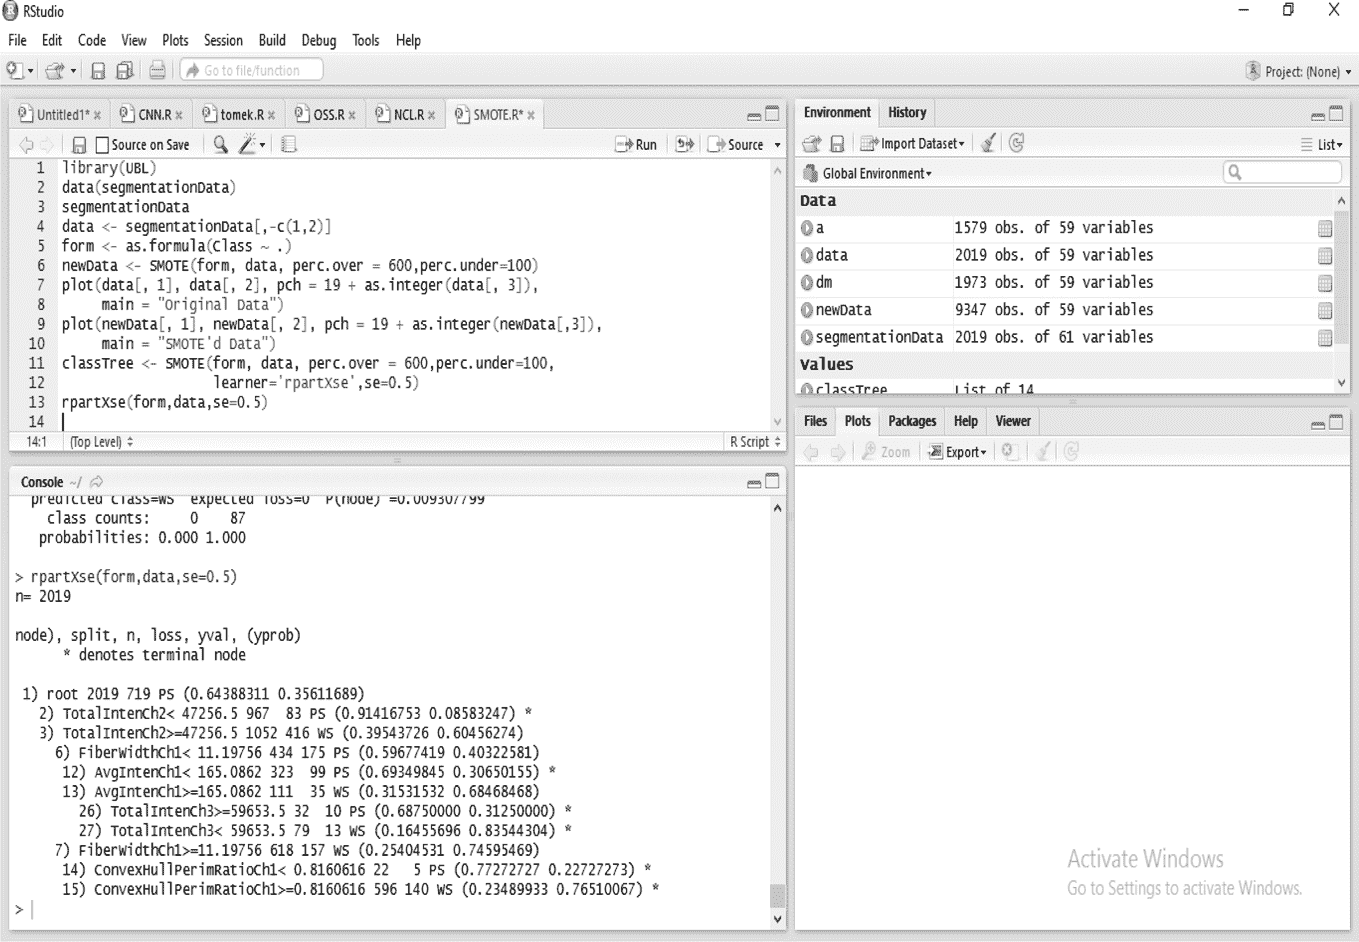 RStudio
File Edit Code View Plots Session Build Debug Tools Help
Go to file/function
Project: (None)
Untitled1* CNN.R tomek.R OSS.R NCL.R SMOTE.R*
Source on Save Run Source
1 library(UBL)
2 data(segmentationData)
3 segmentationData
4 data <- segmentationData[,-c(1,2)]
5 form <- as.formula(Class ~ .)
6 newData <- SMOTE(form, data, perc.over = 600,perc.under=100)
7 plot(data[, 1], data[, 2], pch = 19 + as.integer(data[, 3]),
8 main = "Original Data")
9 plot(newData[, 1], newData[, 2], pch = 19 + as.integer(newData[,3]),
10 main = "SMOTE'd Data")
11 classTree <- SMOTE(form, data, perc.over = 600,perc.under=100,
12 learner='rpartXse',se=0.5)
13 rpartXse(form,data,se=0.5)
14
14:1 (Top Level) R Script
Console ~/
predicted class=WS expected loss=0 P(node) =0.009307799
class counts: 0 87
probabilities: 0.000 1.000
> rpartXse(form,data,se=0.5)
n= 2019
node), split, n, loss, yval, (yprob)
* denotes terminal node
1) root 2019 719 PS (0.64388311 0.35611689)
2) TotalIntenCh2< 47256.5 967 83 PS (0.91416753 0.08583247) *
3) TotalIntenCh2>=47256.5 1052 416 WS (0.39543726 0.60456274)
6) FiberWidthCh1< 11.19756 434 175 PS (0.59677419 0.40322581)
12) AvgIntenCh1< 165.0862 323 99 PS (0.69349845 0.30650155) *
13) AvgIntenCh1>=165.0862 111 35 WS (0.31531532 0.68468468)
26) TotalIntenCh3>=59653.5 32 10 PS (0.68750000 0.31250000) *
27) TotalIntenCh3< 59653.5 79 13 WS (0.16455696 0.83544304) *
7) FiberWidthCh1>=11.19756 618 157 WS (0.25404531 0.74595469)
14) ConvexHullPerimRatioCh1< 0.8160616 22 5 PS (0.77272727 0.22727273) *
15) ConvexHullPerimRatioCh1>=0.8160616 596 140 WS (0.23489933 0.76510067) *
>
Environment History
Import Dataset List
Global Environment
Data
a 1579 obs. of 59 variables
data 2019 obs. of 59 variables
dm 1973 obs. of 59 variables
newData 9347 obs. of 59 variables
segmentationData 2019 obs. of 61 variables
Values
classTree List of 14
Files Plots Packages Help Viewer
Zoom Export
Activate Windows
Go to Settings to activate Windows.